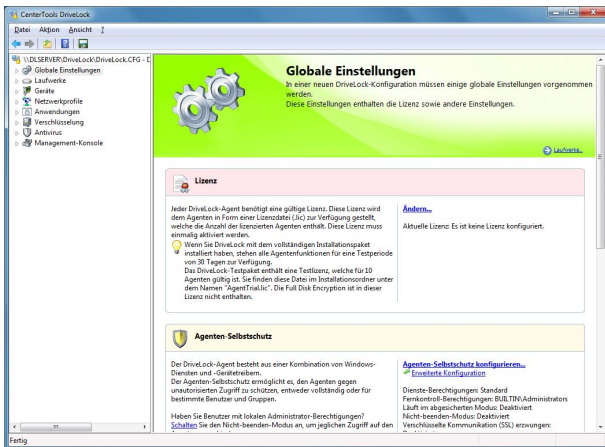 CenterTools DriveLock
Datei Aktion Ansicht ?
\\DLSERVER\DriveLock\DriveLock.CFG - C
Globale Einstellungen
Laufwerke
Geräte
Netzwerkprofile
Anwendungen
Verschlüsselung
Antivirus
Management-Konsole
Globale Einstellungen
In einer neuen DriveLock-Konfiguration müssen einige globale Einstellungen vorgenommen
werden.
Diese Einstellungen enthalten die Lizenz sowie andere Einstellungen.
Laufwerke...
Lizenz
Jeder DriveLock-Agent benötigt eine gültige Lizenz. Diese Lizenz wird
dem Agenten in Form einer Lizenzdatei (.lic) zur Verfügung gestellt,
welche die Anzahl der lizenzierten Agenten enthält. Diese Lizenz muss
einmalig aktiviert werden.
Wenn Sie DriveLock mit dem vollständigen Installationspaket
installiert haben, stehen alle Agentenfunktionen für eine Testperiode
von 30 Tagen zur Verfügung.
Das DriveLock-Testpaket enthält eine Testlizenz, welche für 10
Agenten gültig ist. Sie finden diese Datei im Installationsordner unter
dem Namen "AgentTrial.lic". Die Full Disk Encryption ist in dieser
Lizenz nicht enthalten.
Ändern...
Aktuelle Lizenz: Es ist keine Lizenz konfiguriert.
Agenten-Selbstschutz
Der DriveLock-Agent besteht aus einer Kombination von Windows-
Diensten und -Gerätetreibern.
Der Agenten-Selbstschutz ermöglicht es, den Agenten gegen
unautorisierten Zugriff zu schützen, entweder vollständig oder für
bestimmte Benutzer und Gruppen.
Haben Sie Benutzer mit lokalen Administrator-Berechtigungen?
Schalten Sie den Nicht-beenden-Modus an, um jeglichen Zugriff auf den
Agenten-Selbstschutz konfigurieren...
Erweiterte Konfiguration
Dienste-Berechtigungen: Standard
Fernkontroll-Berechtigungen: BUILTIN\Administrators
Läuft im abgesicherten Modus: Deaktiviert
Nicht-beenden-Modus: Deaktiviert
Verschlüsselte Kommunikation (SSL) erzwungen:
Fertig